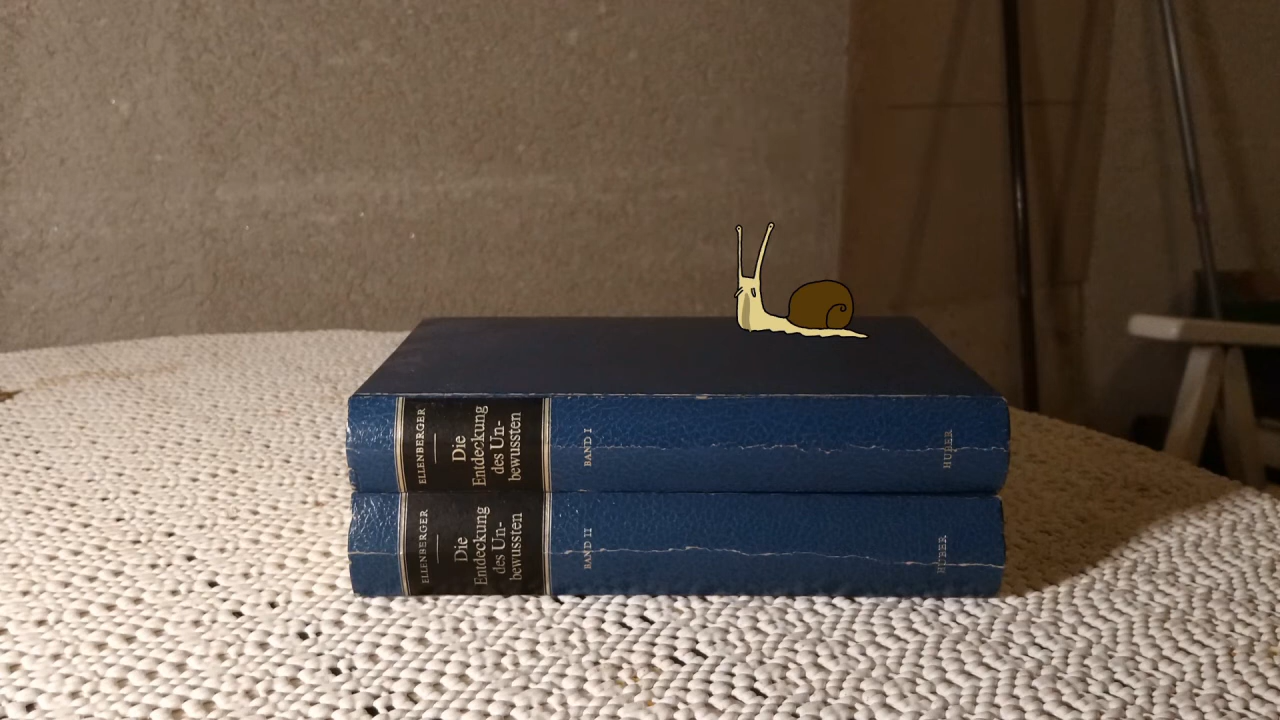 ELLENBERGER
Die
Entdeckung
des Un-
bewussten
BAND I
HUBER
ELLENBERGER
Die
Entdeckung
des Un-
bewussten
BAND II
HUBER